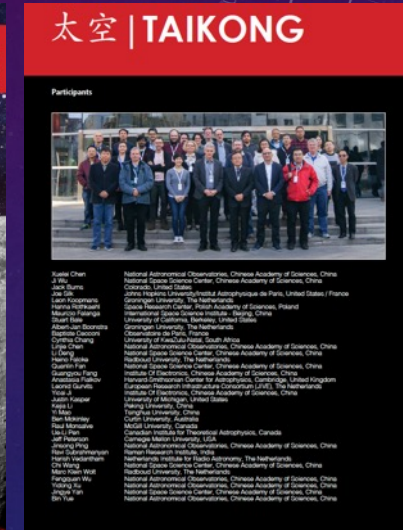 太空 | TAIKONG
Participants
Xuelei Chen National Astronomical Observatories, Chinese Academy of Sciences, China
Ji Wu National Space Science Center, Chinese Academy of Sciences, China
Jack Burns Colorado, United States
Joe Silk Johns Hopkins University/Institut Astrophysique de Paris, United States / France
Leon Koopmans Groningen University, The Netherlands
Hanna Rothkaehl Space Research Center, Polish Academy of Sciences, Poland
Maurizio Falanga International Space Science Institute - Beijing, China
Stuart Bale University of California, Berkeley, United States
Albert-Jan Boonstra Groningen University, The Netherlands
Baptiste Cecconi Observatoire de Paris, France
Cynthia Chiang University of KwaZulu-Natal, South Africa
Linjie Chen National Astronomical Observatories, Chinese Academy of Sciences, China
Li Deng National Space Science Center, Chinese Academy of Sciences, China
Heino Falcke Radboud University, The Netherlands
Quanlin Fan National Space Science Center, Chinese Academy of Sciences, China
Guangyou Fang Institute Of Electronics, Chinese Academy of Sciences, China
Anastasia Fialkov Harvard-Smithsonian Center for Astrophysics, Cambridge, United Kingdom
Leonid Gurvits European Research Infrastructure Consortium (JIVE), The Netherlands
Yicai Ji Institute of Electronics, Chinese Academy of Sciences, China
Justin Kasper University of Michigan, United States
Kejia Li Peking University, China
Yi Mao Tsinghua University, China
Ben Mckinley Curtin University, Australia
Raul Monsalve McGill University, Canada
Ue-Li Pen Canadian Institute for Theoretical Astrophysics, Canada
Jeff Peterson Carnegie Mellon University, USA
Jinsong Ping National Astronomical Observatories, Chinese Academy of Sciences, China
Ravi Subrahmanyan Raman Research Institute, India
Harish Vedantham Netherlands Institute for Radio Astronomy, The Netherlands
Chi Wang National Space Science Center, Chinese Academy of Sciences, China
Marc Klein Wolt Radboud University, The Netherlands
Fengquan Wu National Astronomical Observatories, Chinese Academy of Sciences, China
Yidong Xu National Astronomical Observatories, Chinese Academy of Sciences, China
Jingye Yan National Space Science Center, Chinese Academy of Sciences, China
Bin Yue National Astronomical Observatories, Chinese Academy of Sciences, China